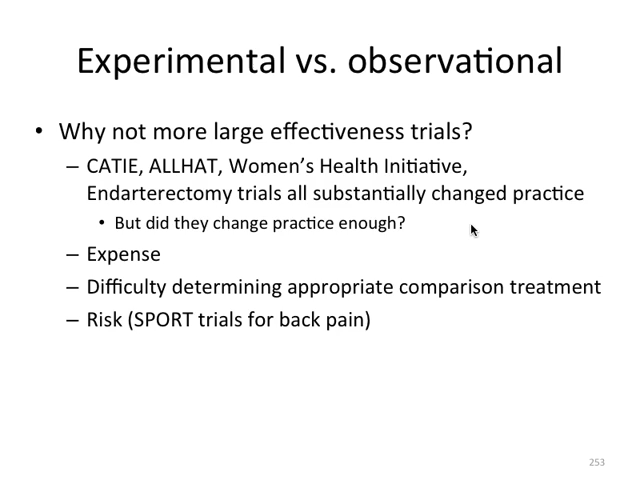 Experimental vs. observational
• Why not more large effectiveness trials?
– CATIE, ALLHAT, Women’s Health Initiative,
Endarterectomy trials all substantially changed practice
• But did they change practice enough?
– Expense
– Difficulty determining appropriate comparison treatment
– Risk (SPORT trials for back pain)
253